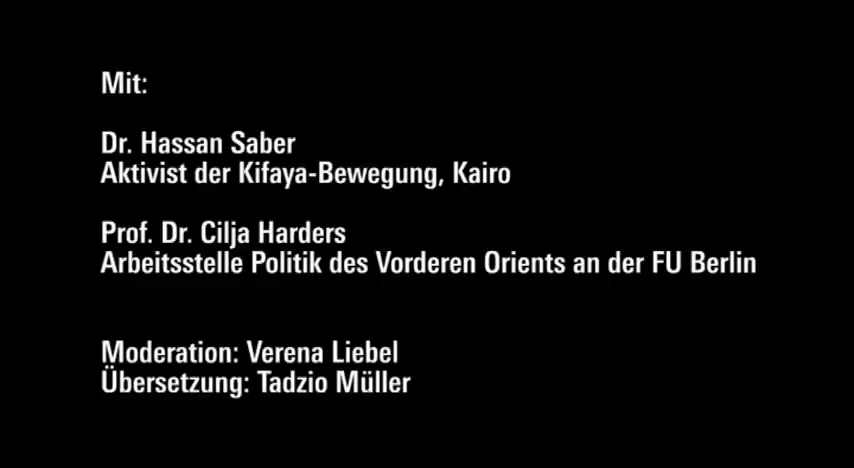 Mit:
Dr. Hassan Saber
Aktivist der Kifaya-Bewegung, Kairo
Prof. Dr. Cilja Harders
Arbeitsstelle Politik des Vorderen Orients an der FU Berlin
Moderation: Verena Liebel
Übersetzung: Tadzio Müller